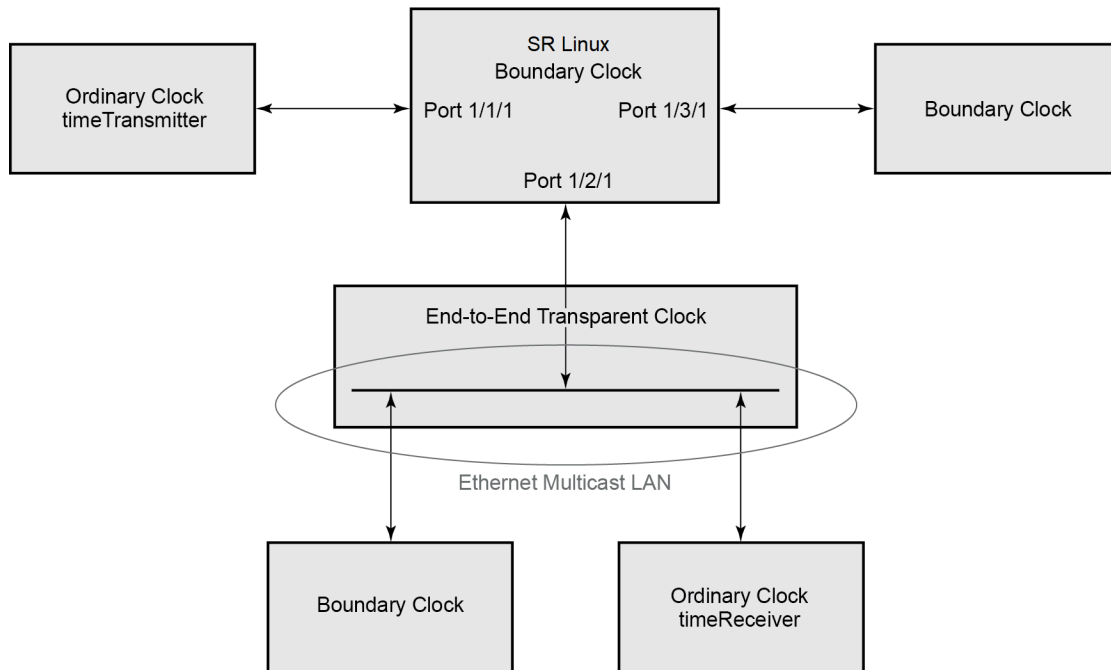 SR Linux
Boundary Clock
Ordinary Clock
timeTransmitter
Port 1/1/1
Port 1/3/1
Boundary Clock
Port 1/2/1
End-to-End Transparent Clock
Ethernet Multicast LAN
Boundary Clock
Ordinary Clock
timeReceiver